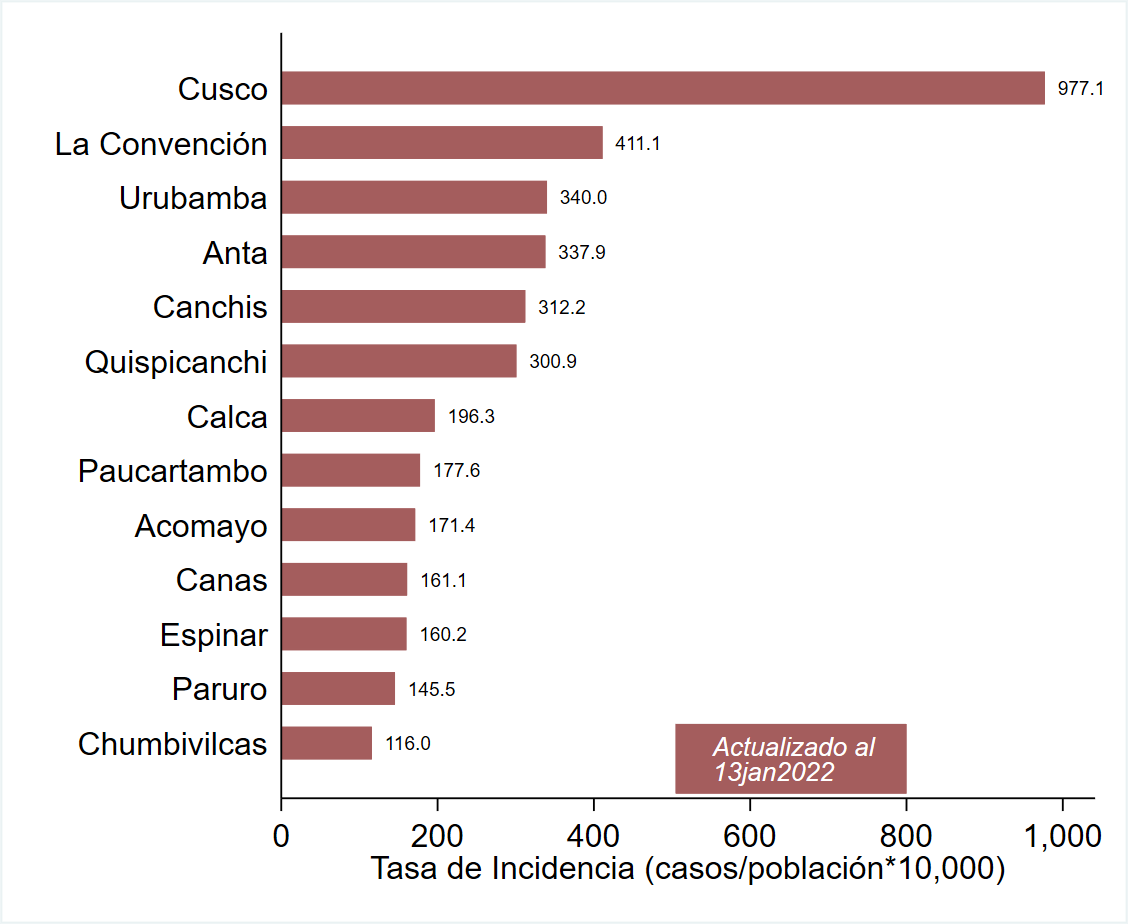 Cusco 977.1
La Convención 411.1
Urubamba 340.0
Anta 337.9
Canchis 312.2
Quispicanchi 300.9
Calca 196.3
Paucartambo 177.6
Acomayo 171.4
Canas 161.1
Espinar 160.2
Paruro 145.5
Chumbivilcas 116.0
Actualizado al
13jan2022
0 200 400 600 800 1,000
Tasa de Incidencia (casos/población*10,000)